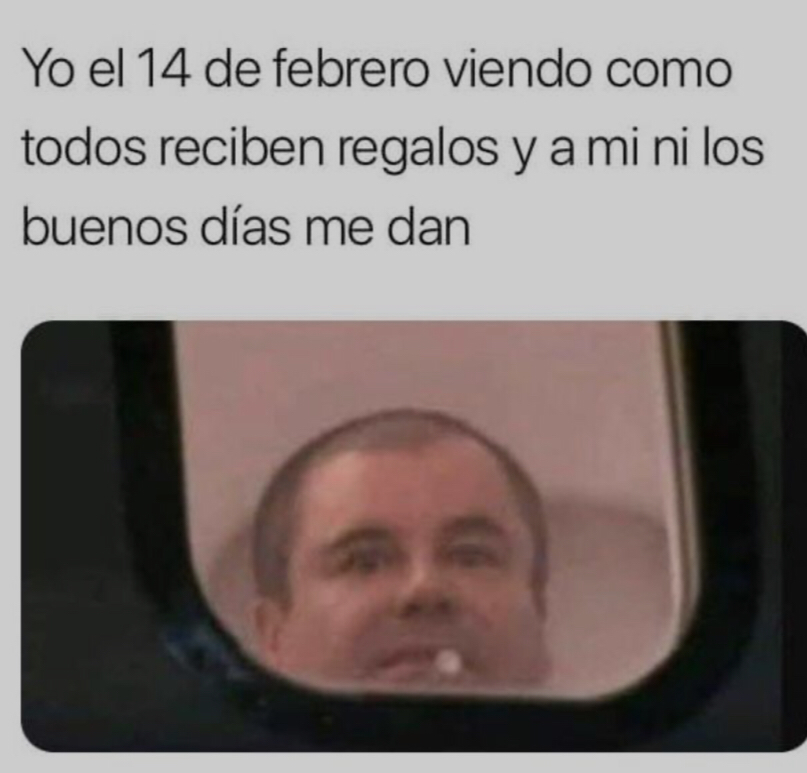 Yo el 14 de febrero viendo como
todos reciben regalos y a mi ni los
buenos días me dan